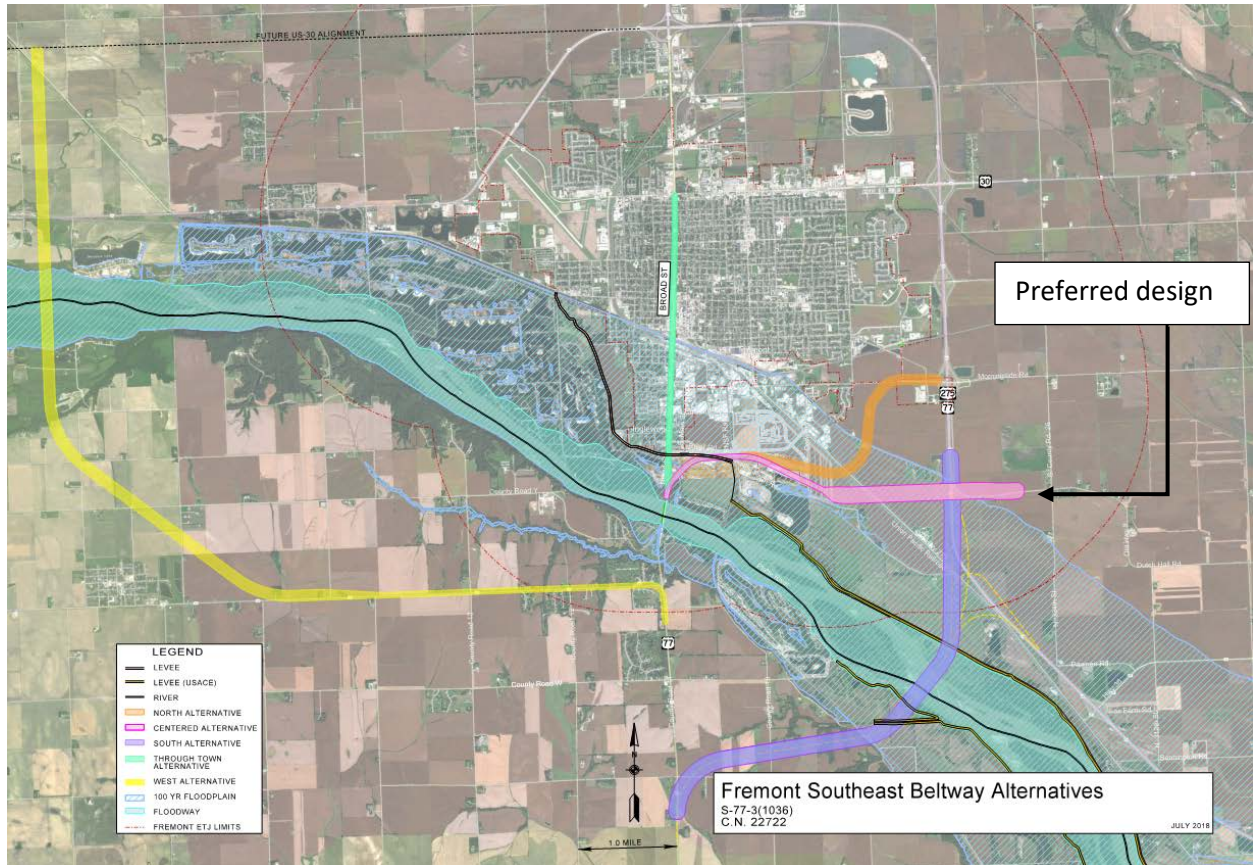 FUTURE US-30 ALIGNMENT
30
BROAD ST
Preferred design
275
77
County Road Y
77
LEGEND
LEVEE
LEVEE (USACE)
RIVER
NORTH ALTERNATIVE
CENTERED ALTERNATIVE
SOUTH ALTERNATIVE
THROUGH TOWN
ALTERNATIVE
WEST ALTERNATIVE
100 YR FLOODPLAIN
FLOODWAY
FREMONT ETJ LIMITS
N
1.0 MILE
Fremont Southeast Beltway Alternatives
S-77-3(1036)
C.N. 22722
JULY 2018